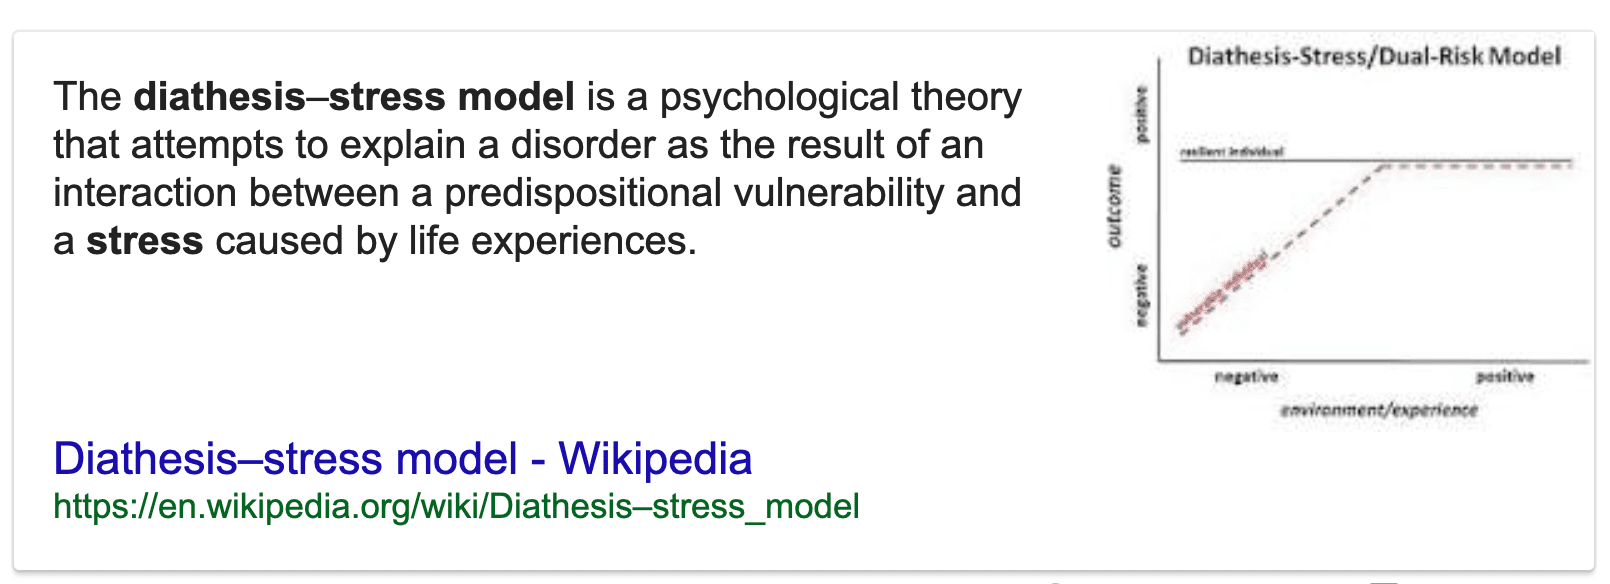 The diathesis–stress model is a psychological theory
that attempts to explain a disorder as the result of an
interaction between a predispositional vulnerability and
a stress caused by life experiences.
Diathesis–stress model - Wikipedia
https://en.wikipedia.org/wiki/Diathesis–stress_model
Diathesis-Stress/Dual-Risk Model
positive
outcome
negative
resilient individual
negative
positive
environment/experience